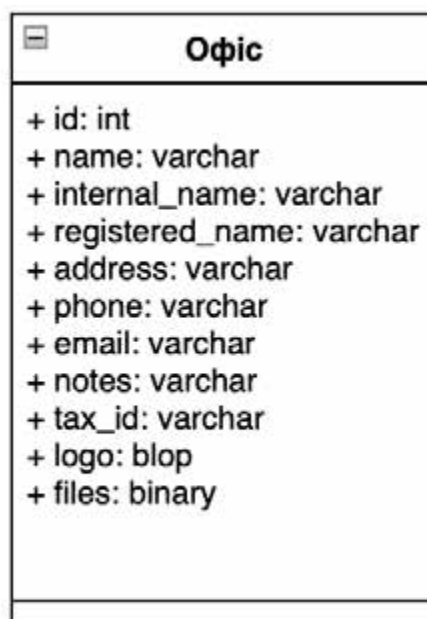 Офіс
+ id: int
+ name: varchar
+ internal_name: varchar
+ registered_name: varchar
+ address: varchar
+ phone: varchar
+ email: varchar
+ notes: varchar
+ tax_id: varchar
+ logo: blop
+ files: binary